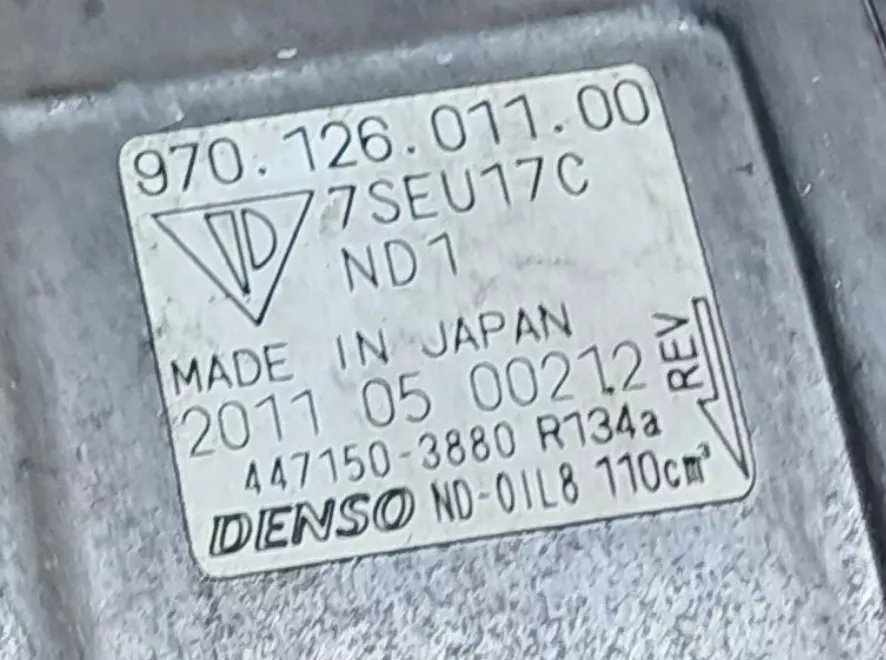 970.126.011.00
7SEU17C
ND1
MADE IN JAPAN
2011 05 00212
REV
447150-3880 R134a
DENSO ND-OIL8 110cm³